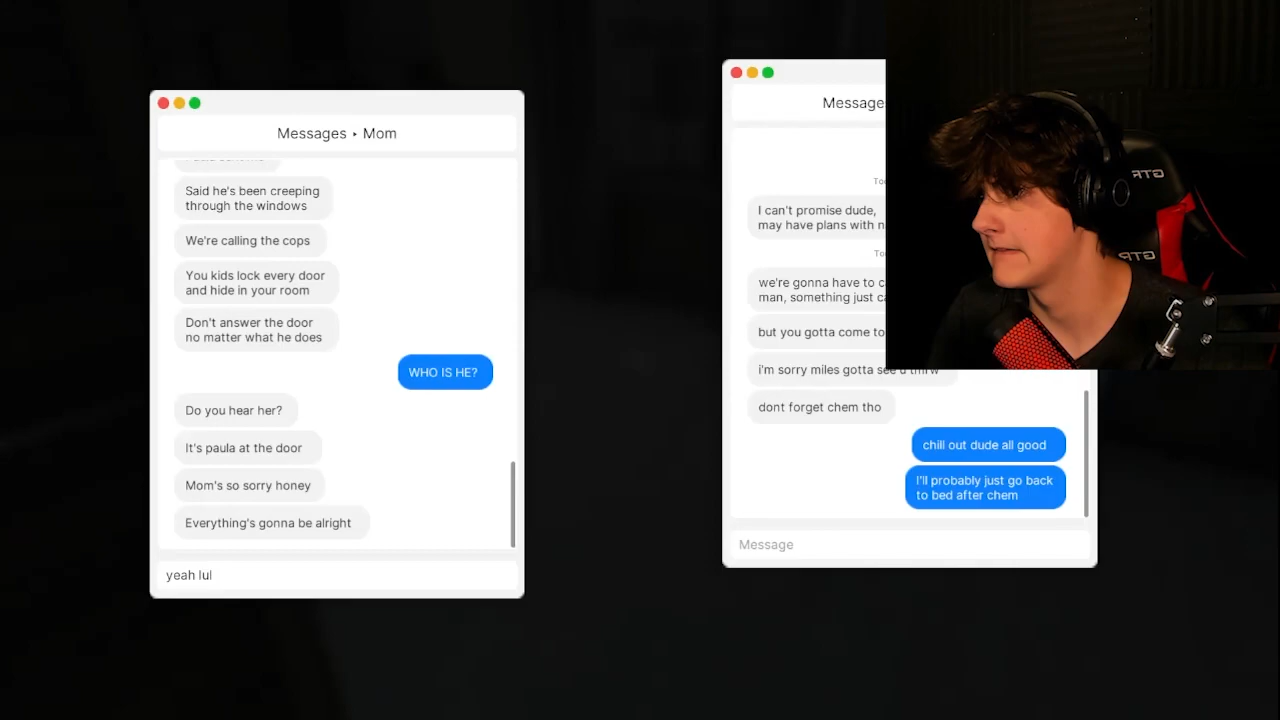 Messages ▸ Mom
Said he's been creeping
through the windows
We're calling the cops
You kids lock every door
and hide in your room
Don't answer the door
no matter what he does
WHO IS HE?
Do you hear her?
It's paula at the door
Mom's so sorry honey
Everything's gonna be alright
yeah lul
Message
I can't promise dude,
may have plans with
we're gonna have to
man, something just
but you gotta come
i'm sorry miles gotta see u tmrw
dont forget chem tho
chill out dude all good
I'll probably just go back
to bed after chem
Message
GTR
GTR